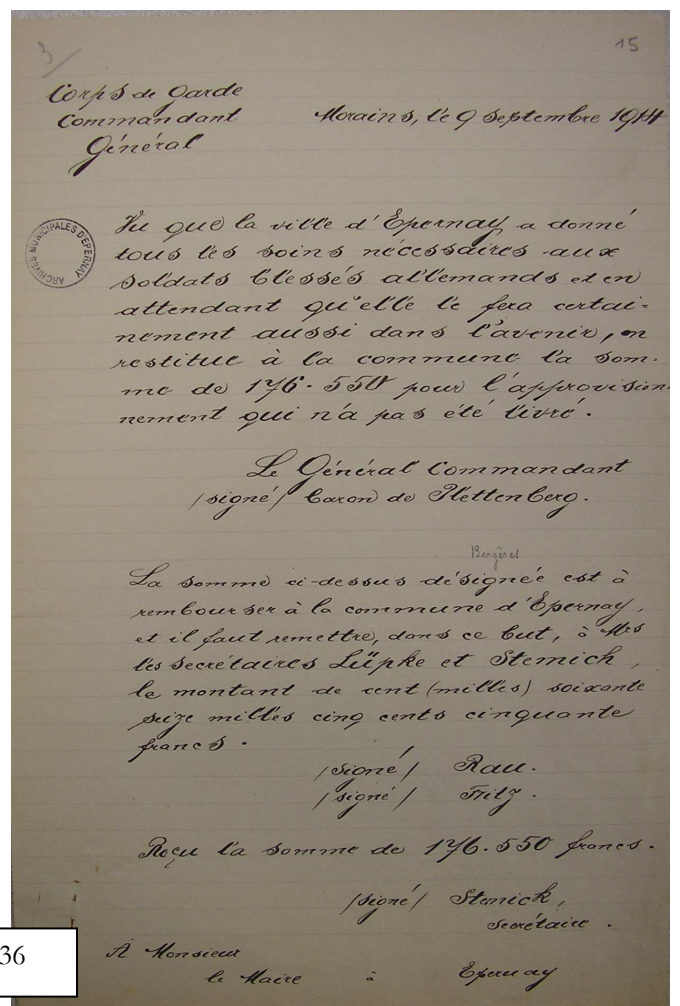 3/
15
Corps de Garde
Commandant
Général
Morains, le 9 Septembre 1914
ARCHIVES MUNICIPALES D'EPERNAY
Vu que la ville d'Epernay a donné
tous les soins nécessaires aux
soldats blessés allemands et en
attendant qu'elle le fera certai-
nement aussi dans l'avenir, on
restitue à la commune la som-
me de 176.550 pour l'approvision
nement qui n'a pas été livré.
Le Général Commandant
/signé/ baron de Plettenberg.
Bergères
La somme ci-dessus désignée est à
rembourser à la commune d'Epernay,
et il faut remettre, dans ce but, à Mrs
les secrétaires Lüpke et Stemich,
le montant de cent (milles) soixante
seize milles cinq cents cinquante
francs.
/signé/ Rau.
/signé/ Fritz.
Reçu la somme de 176.550 francs.
/signé/ Stemick,
secrétaire.
À Monsieur
le Maire à Epernay
36